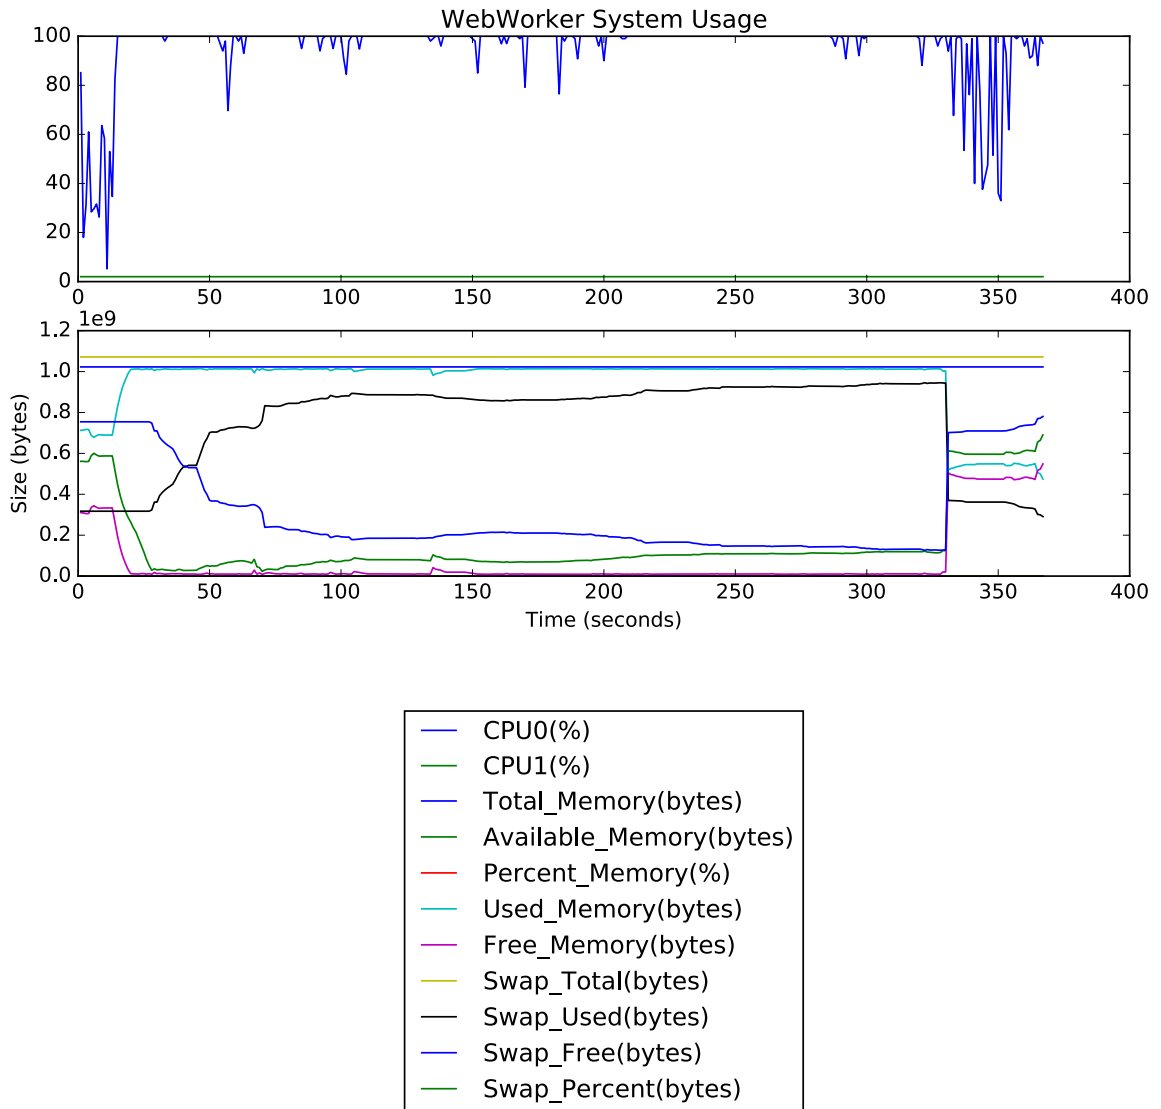 WebWorker System Usage
100
80
60
40
20
0
0 50 100 150 200 250 300 350 400
1e9
1.2
1.0
0.8
0.6
0.4
0.2
0.0
Size (bytes)
0 50 100 150 200 250 300 350 400
Time (seconds)
CPU0(%)
CPU1(%)
Total_Memory(bytes)
Available_Memory(bytes)
Percent_Memory(%)
Used_Memory(bytes)
Free_Memory(bytes)
Swap_Total(bytes)
Swap_Used(bytes)
Swap_Free(bytes)
Swap_Percent(bytes)